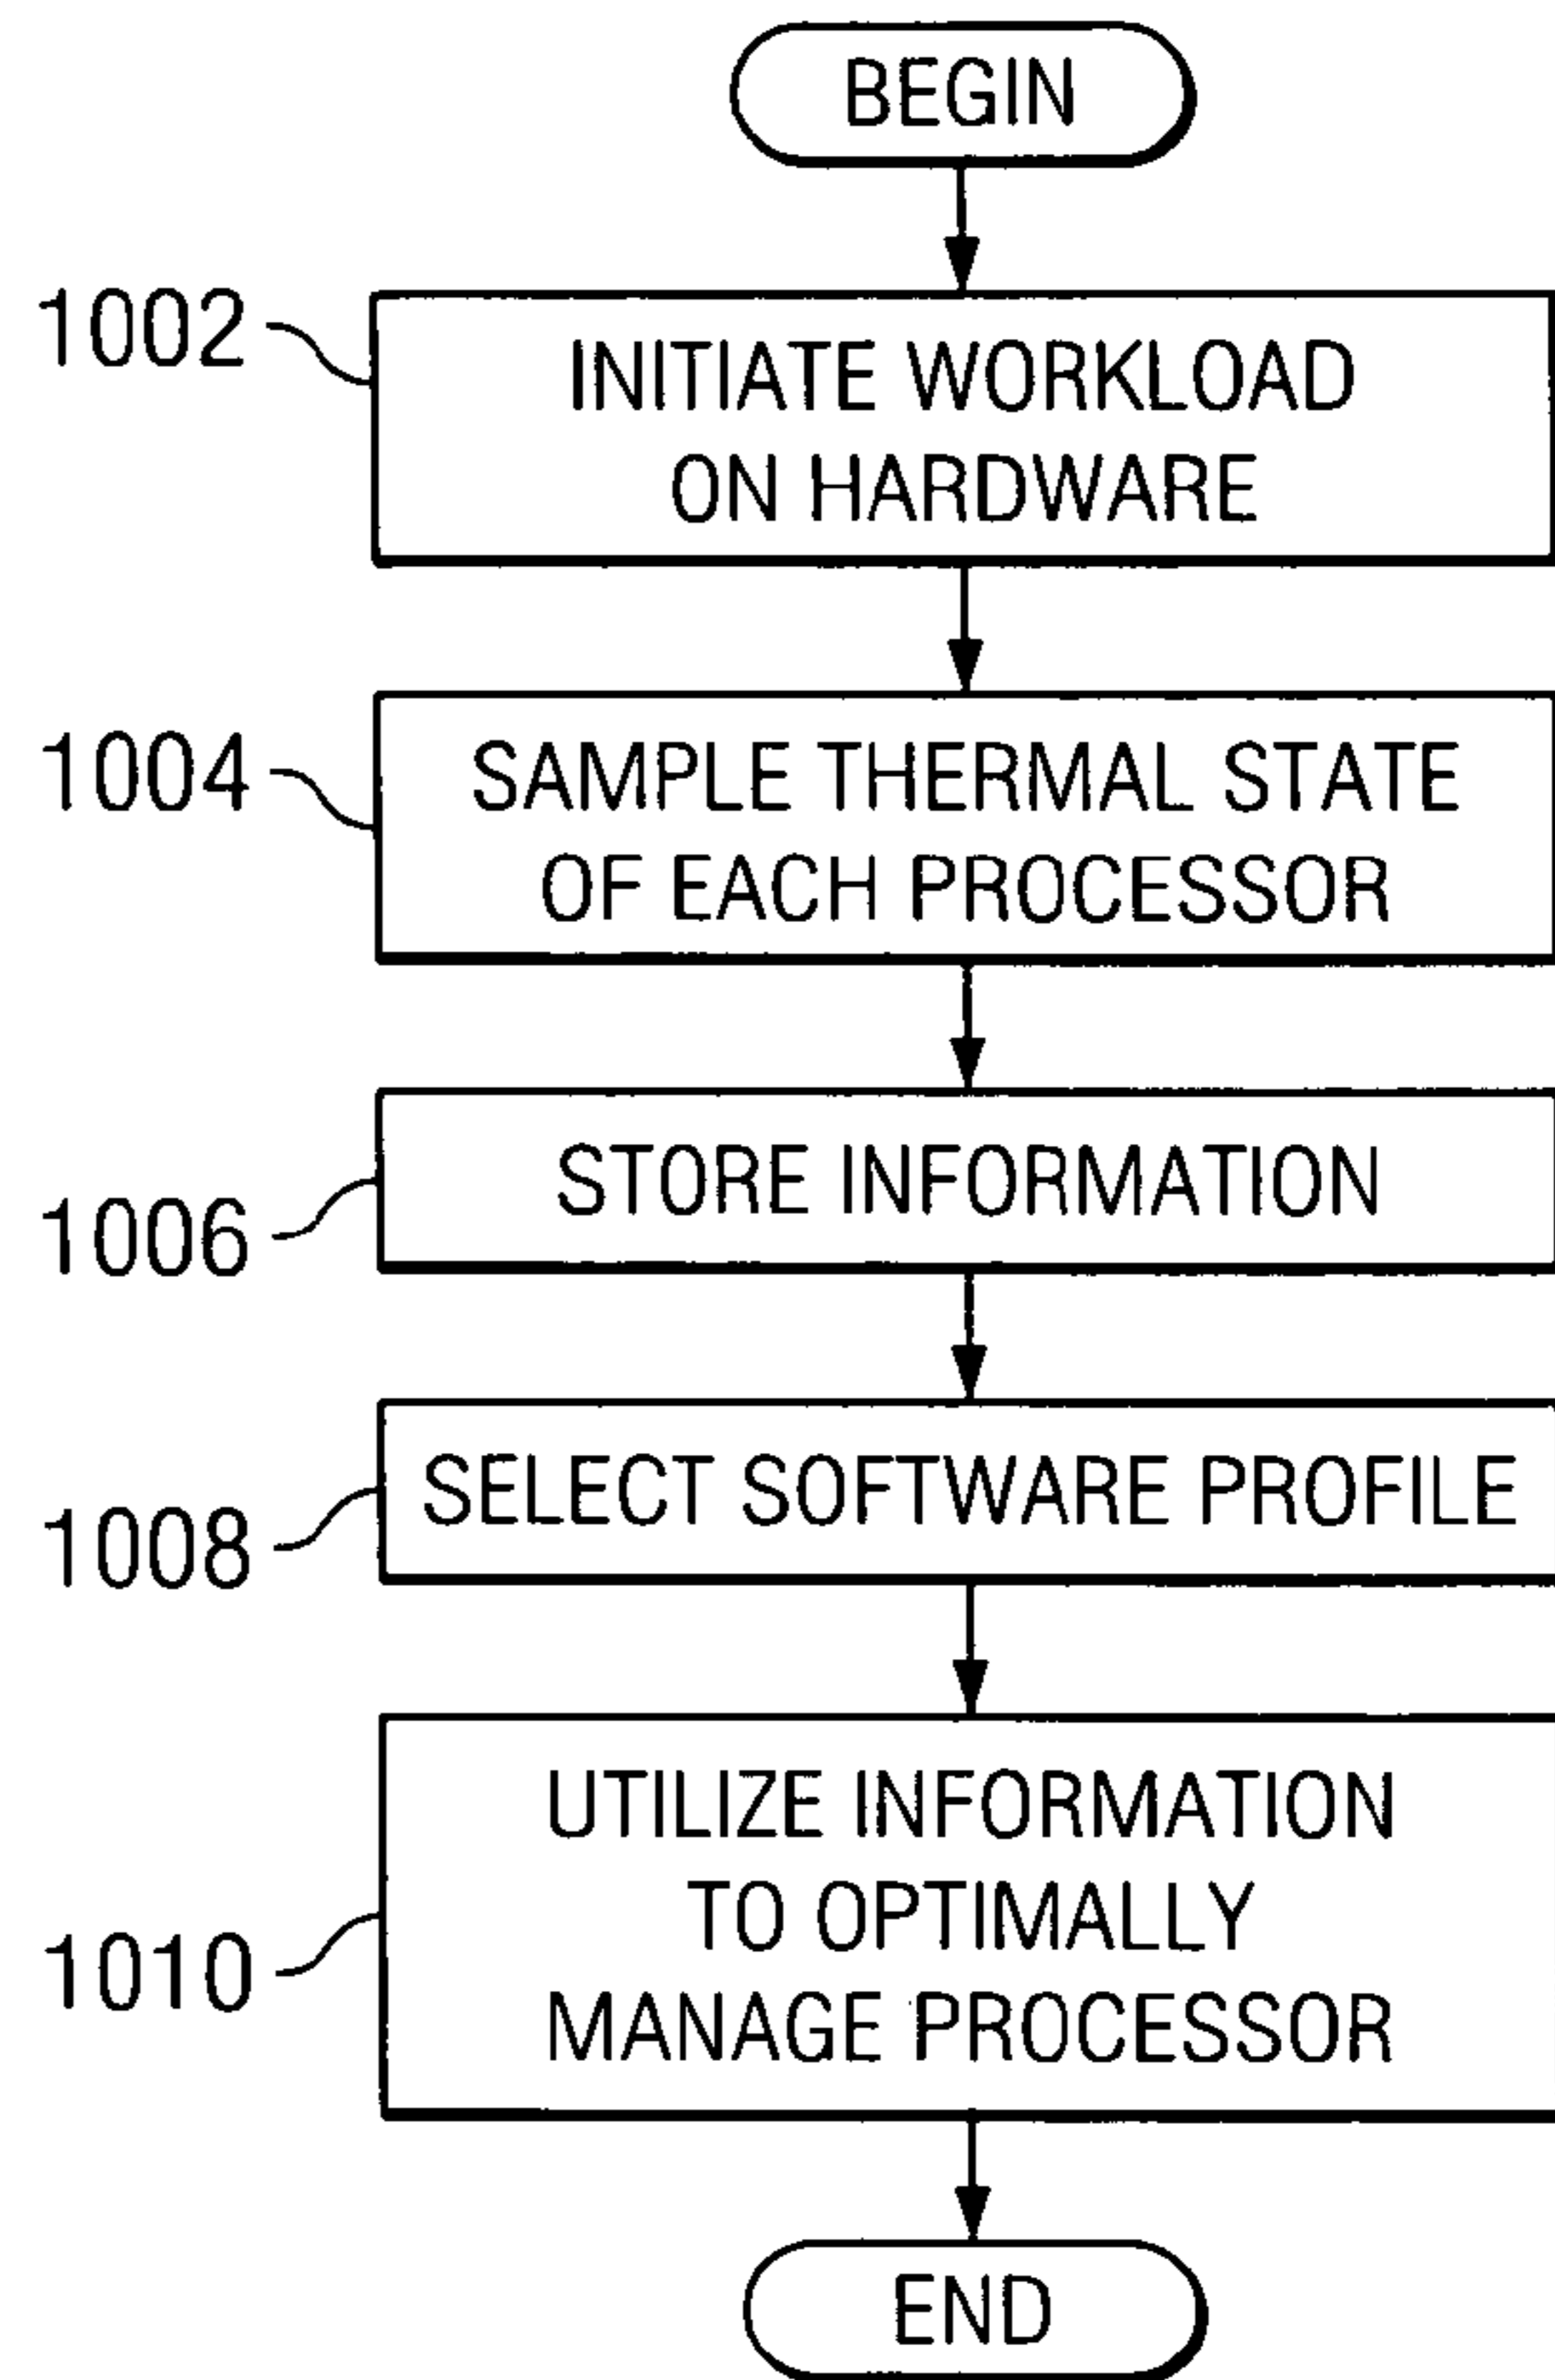 BEGIN
1002
INITIATE WORKLOAD
ON HARDWARE
1004
SAMPLE THERMAL STATE
OF EACH PROCESSOR
1006
STORE INFORMATION
1008
SELECT SOFTWARE PROFILE
1010
UTILIZE INFORMATION
TO OPTIMALLY
MANAGE PROCESSOR
END